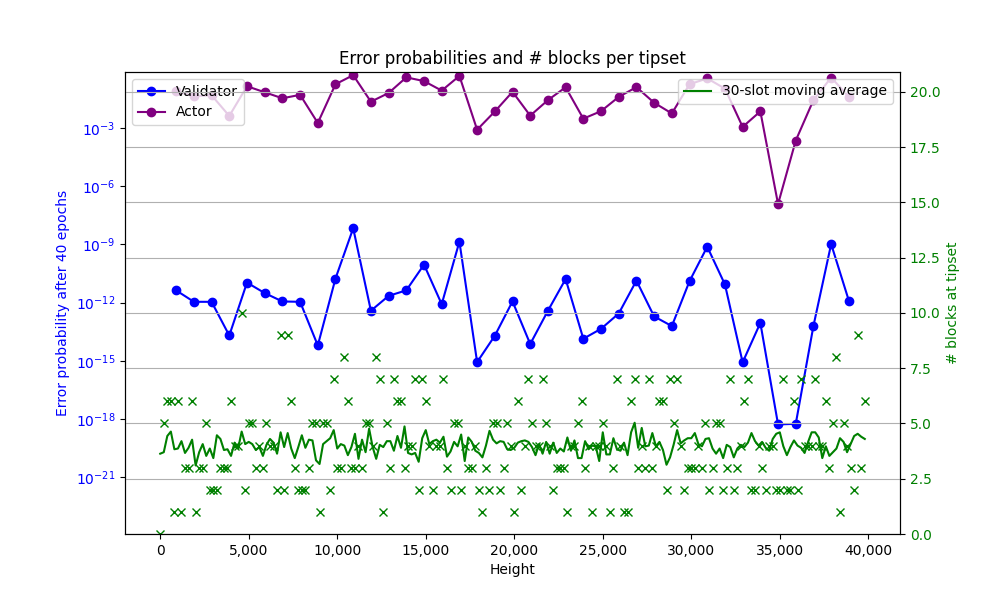 Error probabilities and # blocks per tipset
Validator
Actor
30-slot moving average
10⁻³
10⁻⁶
10⁻⁹
10⁻¹²
10⁻¹⁵
10⁻¹⁸
10⁻²¹
Error probability after 40 epochs
20.0
17.5
15.0
12.5
10.0
7.5
5.0
2.5
0.0
# blocks at tipset
0 5,000 10,000 15,000 20,000 25,000 30,000 35,000 40,000
Height